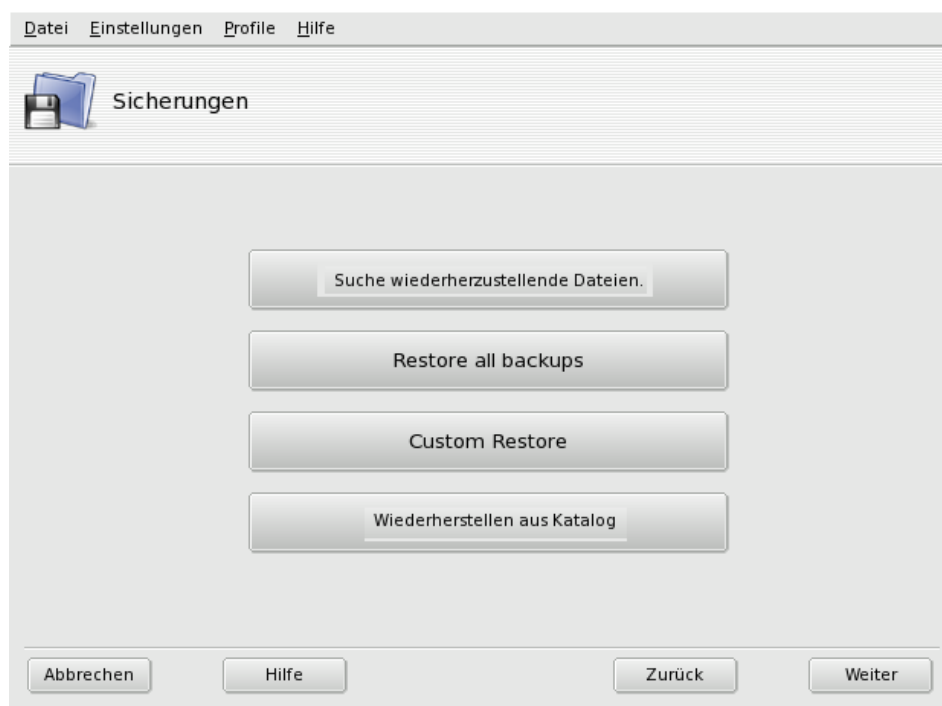 Datei Einstellungen Profile Hilfe
Sicherungen
Suche wiederherzustellende Dateien.
Restore all backups
Custom Restore
Wiederherstellen aus Katalog
Abbrechen Hilfe Zurück Weiter